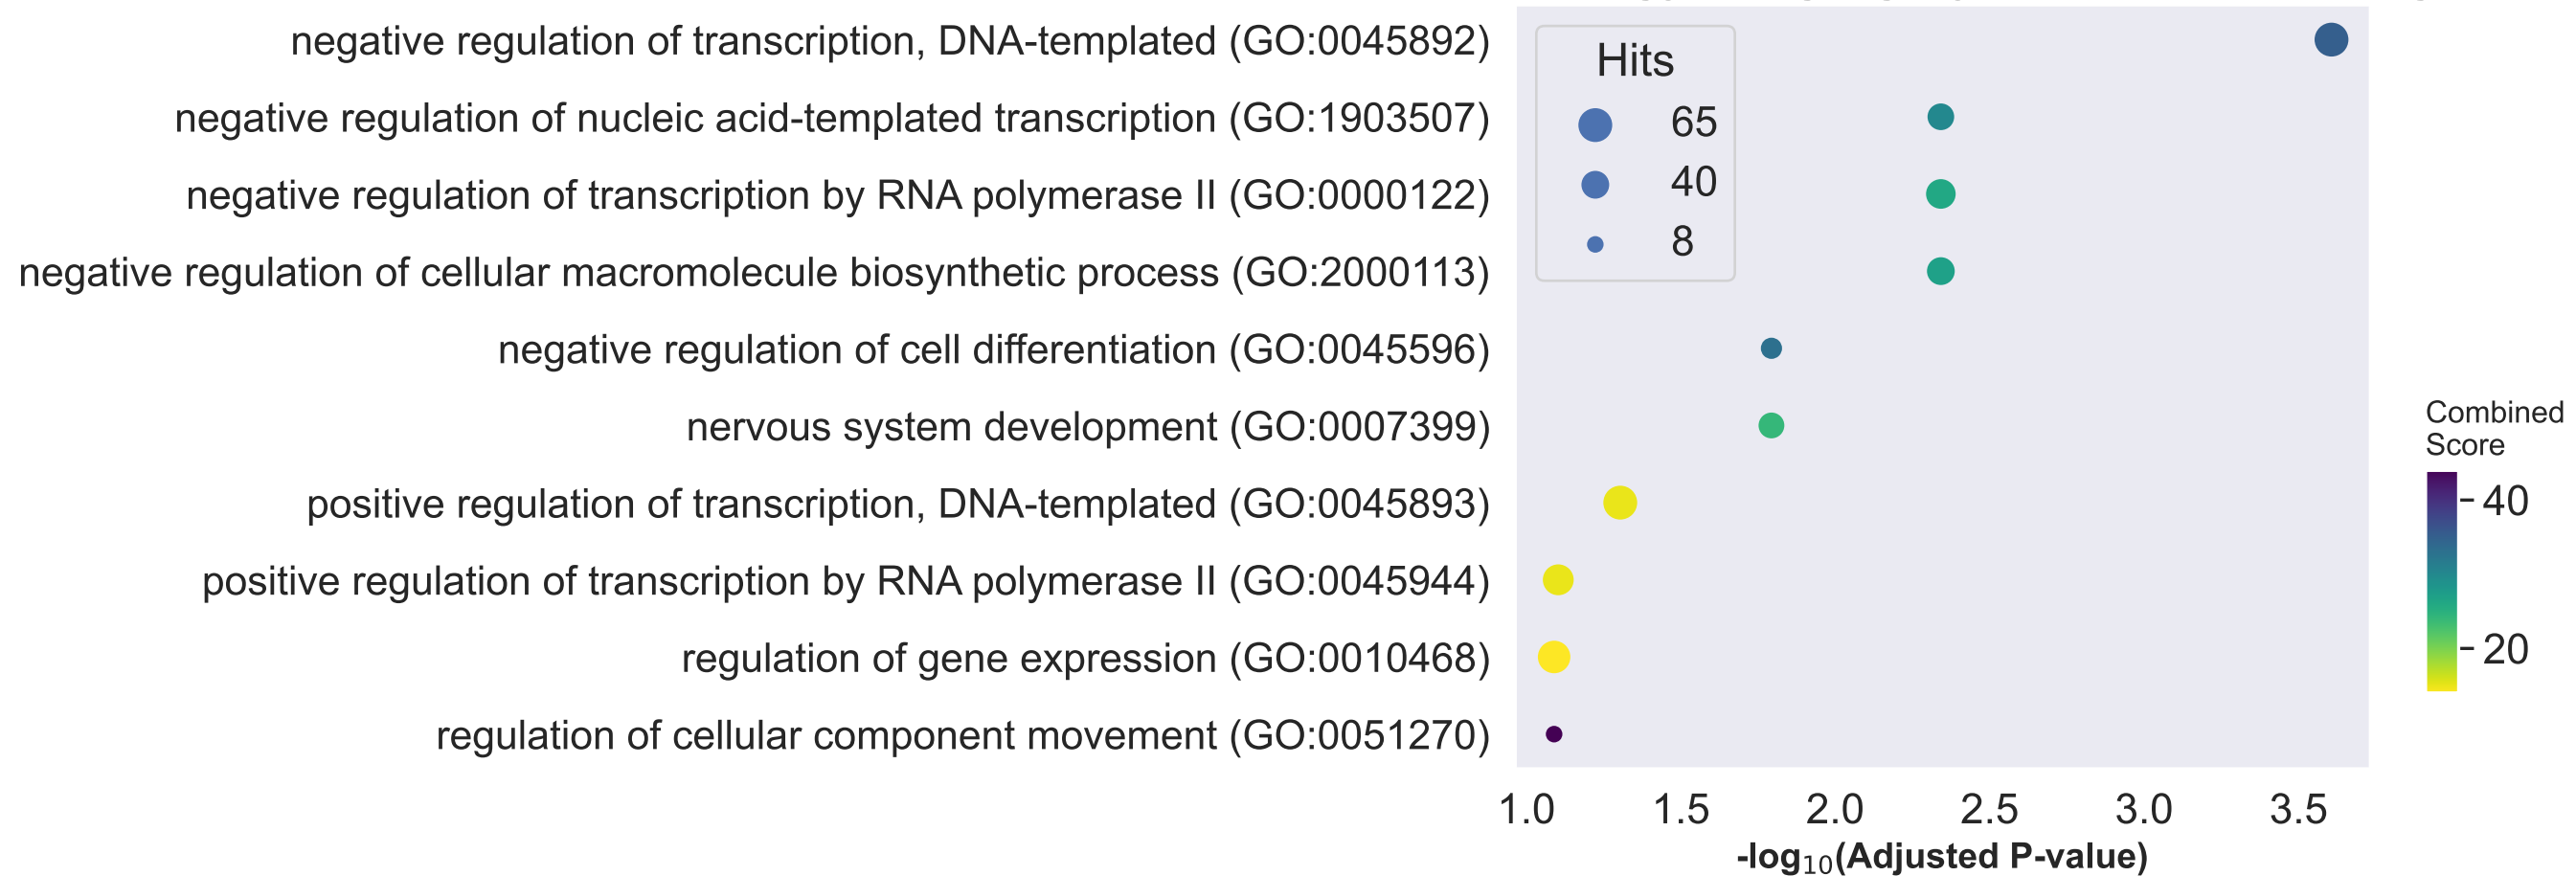 negative regulation of transcription, DNA-templated (GO:0045892)
negative regulation of nucleic acid-templated transcription (GO:1903507)
negative regulation of transcription by RNA polymerase II (GO:0000122)
negative regulation of cellular macromolecule biosynthetic process (GO:2000113)
negative regulation of cell differentiation (GO:0045596)
nervous system development (GO:0007399)
positive regulation of transcription, DNA-templated (GO:0045893)
positive regulation of transcription by RNA polymerase II (GO:0045944)
regulation of gene expression (GO:0010468)
regulation of cellular component movement (GO:0051270)
Hits
65
40
8
Combined
Score
40
20
1.0 1.5 2.0 2.5 3.0 3.5
-log₁₀(Adjusted P-value)